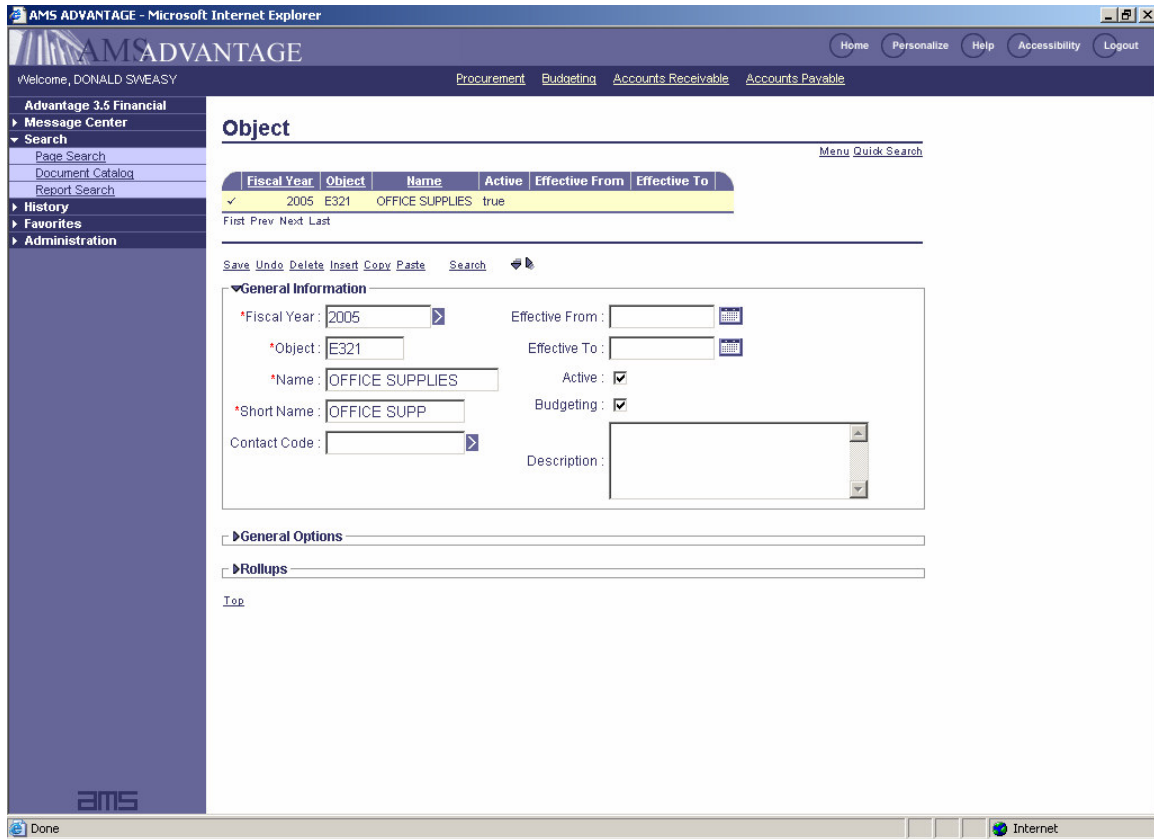 AMS ADVANTAGE - Microsoft Internet Explorer
AMSADVANTAGE
Home Personalize Help Accessibility Logout
Welcome, DONALD SWEASY
Procurement Budgeting Accounts Receivable Accounts Payable
Advantage 3.5 Financial
Message Center
Search
Page Search
Document Catalog
Report Search
History
Favorites
Administration
Object
Menu Quick Search
Fiscal Year Object Name Active Effective From Effective To
2005 E321 OFFICE SUPPLIES true
First Prev Next Last
Save Undo Delete Insert Copy Paste Search
General Information
*Fiscal Year : 2005
Effective From :
*Object : E321
Effective To :
*Name : OFFICE SUPPLIES
Active :
*Short Name : OFFICE SUPP
Budgeting :
Contact Code :
Description :
General Options
Rollups
Top
ams
Done
Internet